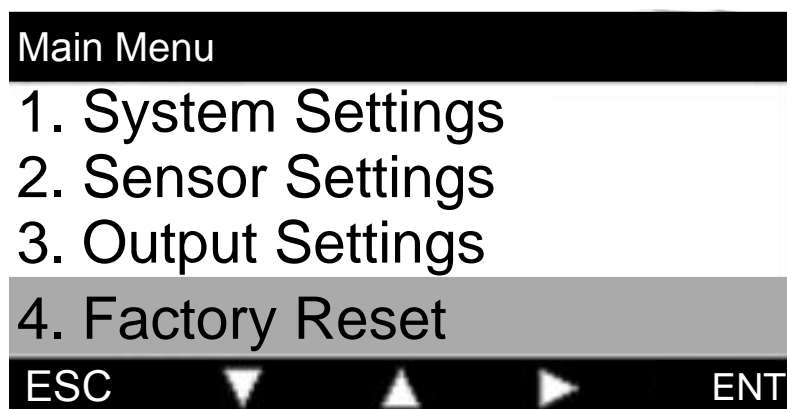 Main Menu
1. System Settings
2. Sensor Settings
3. Output Settings
4. Factory Reset
ESC ▼ ▲ ► ENT